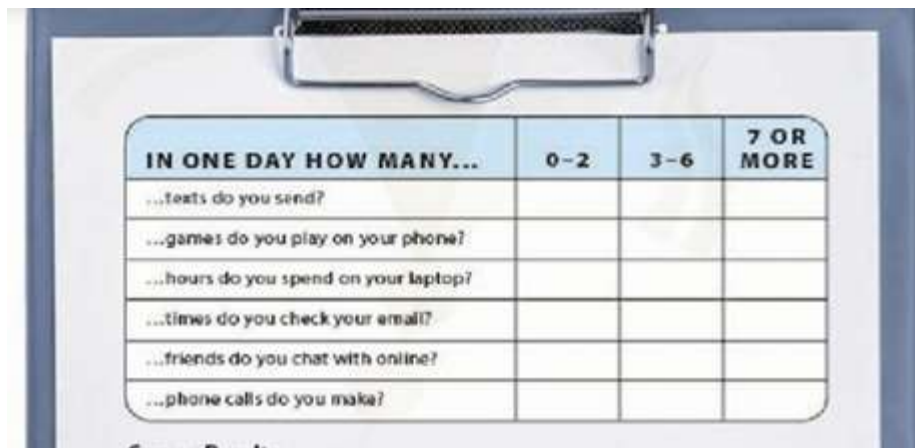 IN ONE DAY HOW MANY... 0-2 3-6 7 OR MORE
...texts do you send?
...games do you play on your phone?
...hours do you spend on your laptop?
...times do you check your email?
...friends do you chat with online?
...phone calls do you make?